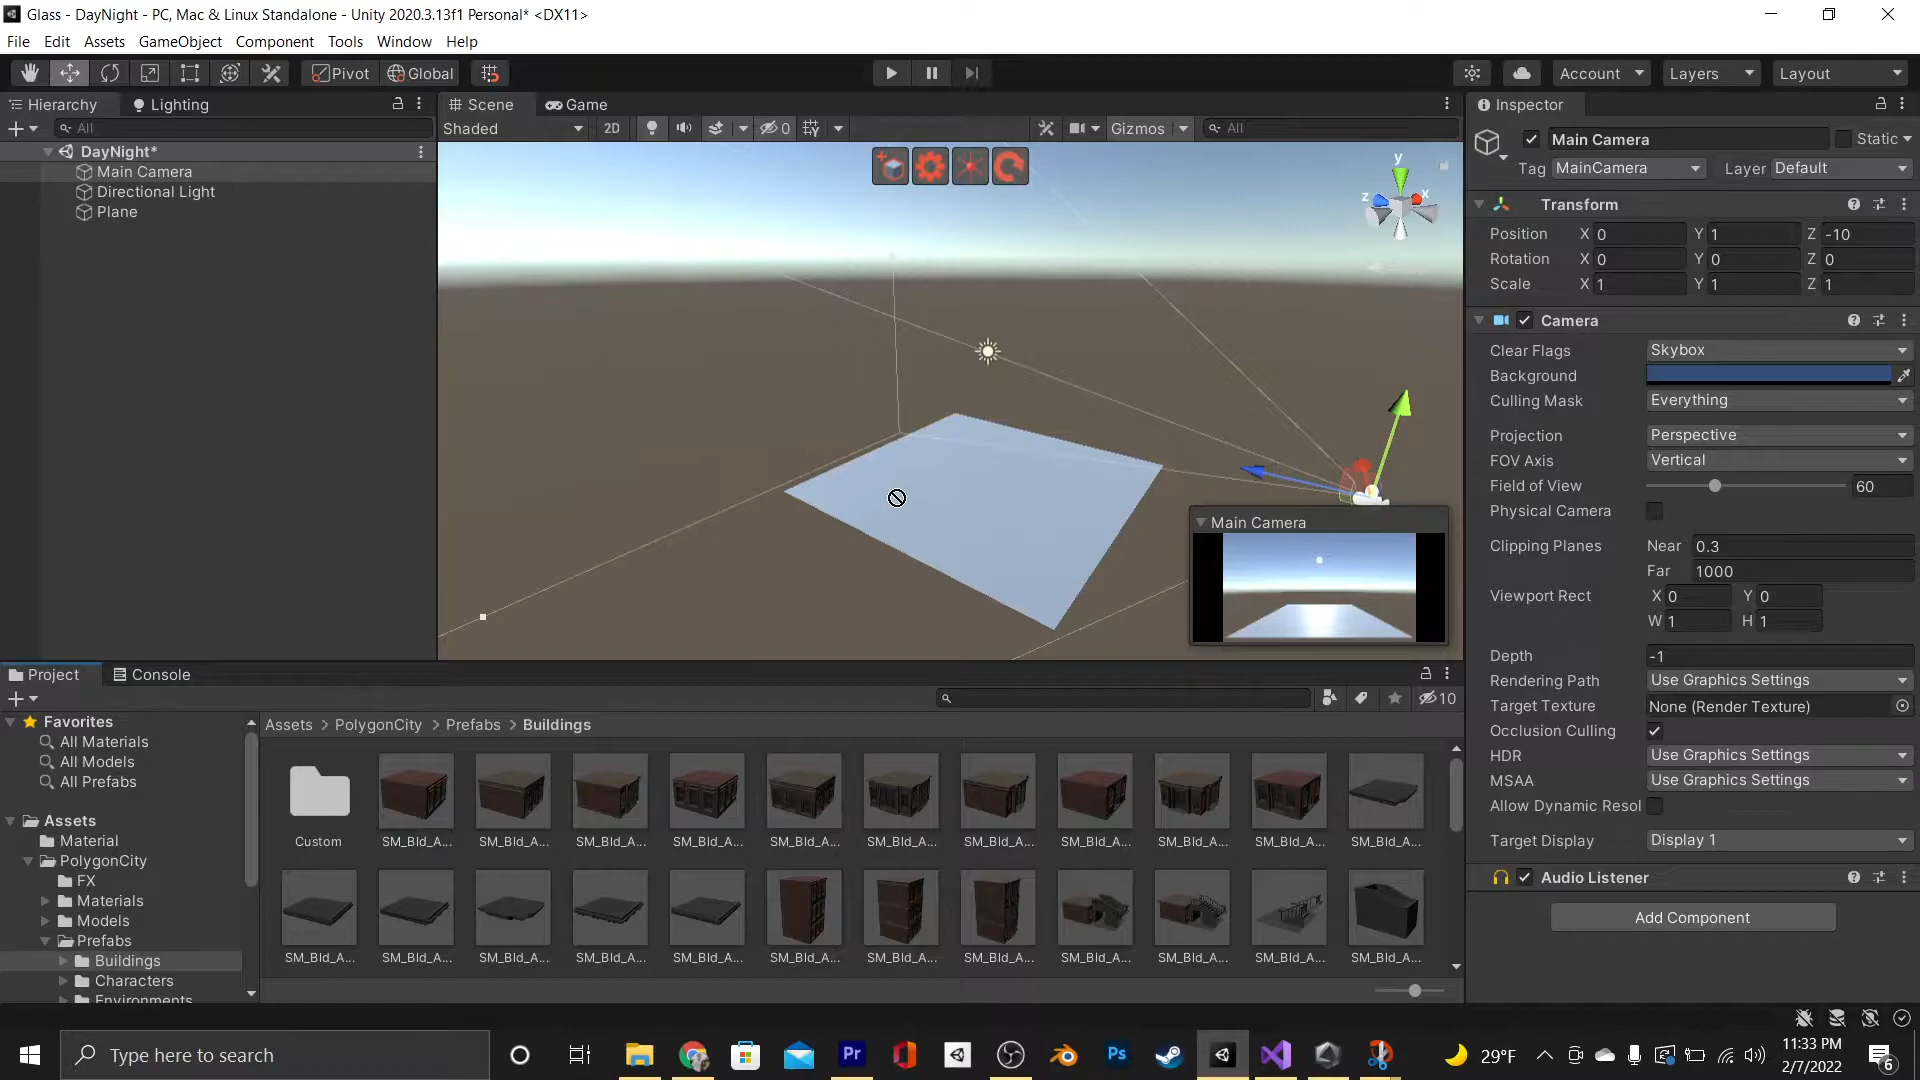 Glass - DayNight - PC, Mac & Linux Standalone - Unity 2020.3.13f1 Personal* <DX11>
File Edit Assets GameObject Component Tools Window Help
Pivot Global Account Layers Layout
Hierarchy Lighting
All
DayNight*
Main Camera
Directional Light
Plane
Scene Game
Shaded 2D 0 Gizmos All
y
z x
Main Camera
Inspector
Main Camera Static
Tag MainCamera Layer Default
Transform
Position X 0 Y 1 Z -10
Rotation X 0 Y 0 Z 0
Scale X 1 Y 1 Z 1
Camera
Clear Flags Skybox
Background
Culling Mask Everything
Projection Perspective
FOV Axis Vertical
Field of View 60
Physical Camera
Clipping Planes Near 0.3
Far 1000
Viewport Rect X 0 Y 0
W 1 H 1
Depth -1
Rendering Path Use Graphics Settings
Target Texture None (Render Texture)
Occlusion Culling
HDR Use Graphics Settings
MSAA Use Graphics Settings
Allow Dynamic Resol
Target Display Display 1
Audio Listener
Add Component
Project Console
10
Favorites
All Materials
All Models
All Prefabs
Assets
Material
PolygonCity
FX
Materials
Models
Prefabs
Buildings
Characters
Environments
Assets > PolygonCity > Prefabs > Buildings
Custom SM_Bld_A... SM_Bld_A... SM_Bld_A... SM_Bld_A... SM_Bld_A... SM_Bld_A... SM_Bld_A... SM_Bld_A... SM_Bld_A... SM_Bld_A... SM_Bld_A...
SM_Bld_A... SM_Bld_A... SM_Bld_A... SM_Bld_A... SM_Bld_A... SM_Bld_A... SM_Bld_A... SM_Bld_A... SM_Bld_A... SM_Bld_A... SM_Bld_A... SM_Bld_A...
Type here to search
Pr
Ps
29°F
11:33 PM
2/7/2022
6